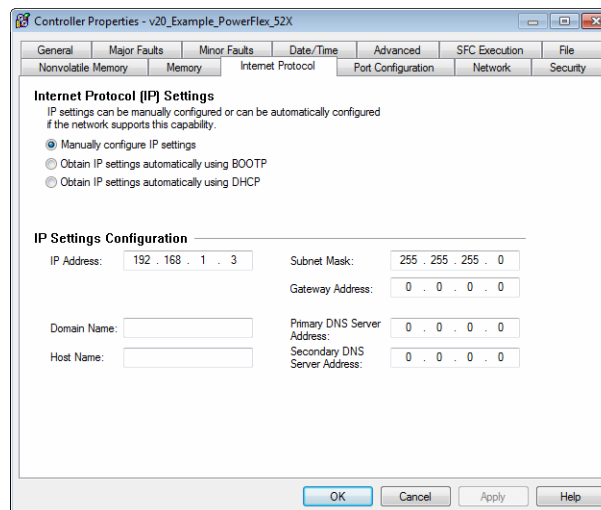 Controller Properties - v20_Example_PowerFlex_52X
General Major Faults Minor Faults Date/Time Advanced SFC Execution File
Nonvolatile Memory Memory Internet Protocol Port Configuration Network Security
Internet Protocol (IP) Settings
IP settings can be manually configured or can be automatically configured
if the network supports this capability.
Manually configure IP settings
Obtain IP settings automatically using BOOTP
Obtain IP settings automatically using DHCP
IP Settings Configuration
IP Address: 192 . 168 . 1 . 3 Subnet Mask: 255 . 255 . 255 . 0
Gateway Address: 0 . 0 . 0 . 0
Domain Name: Primary DNS Server
Address: 0 . 0 . 0 . 0
Host Name: Secondary DNS
Server Address: 0 . 0 . 0 . 0
OK Cancel Apply Help